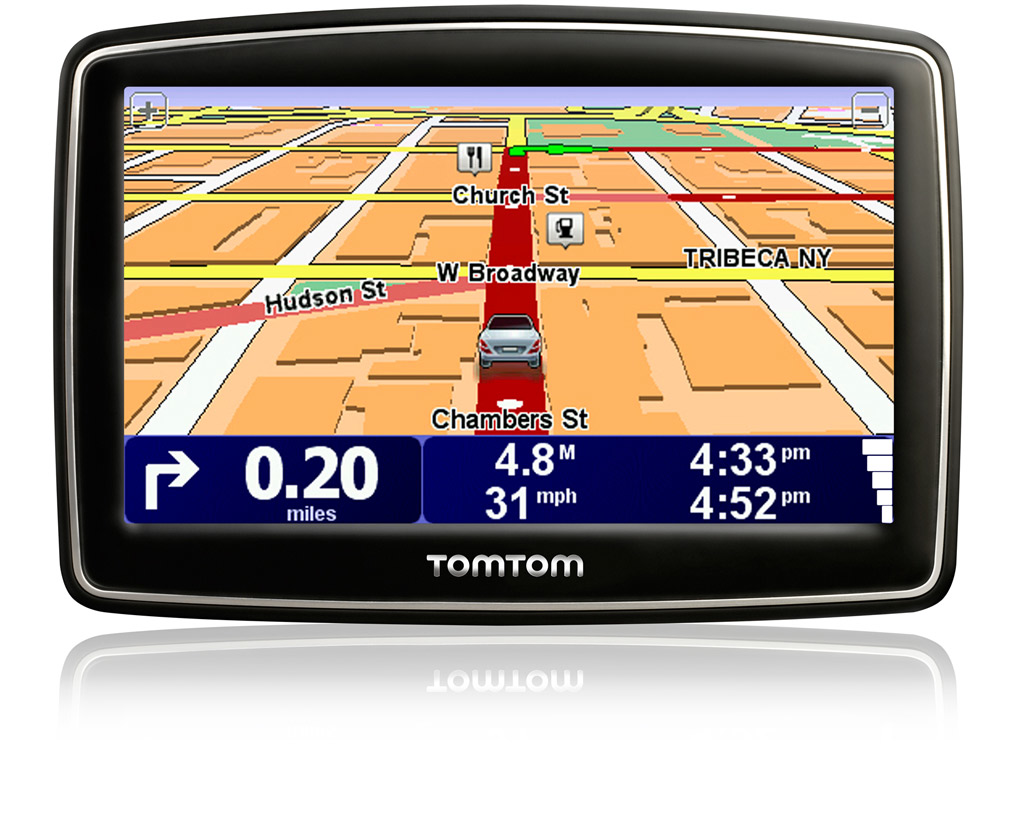 Church St
W Broadway
TRIBECA NY
Hudson St
Chambers St
0.20
miles
4.8 M
31 mph
4:33 pm
4:52 pm
TOMTOM
TOMTOM